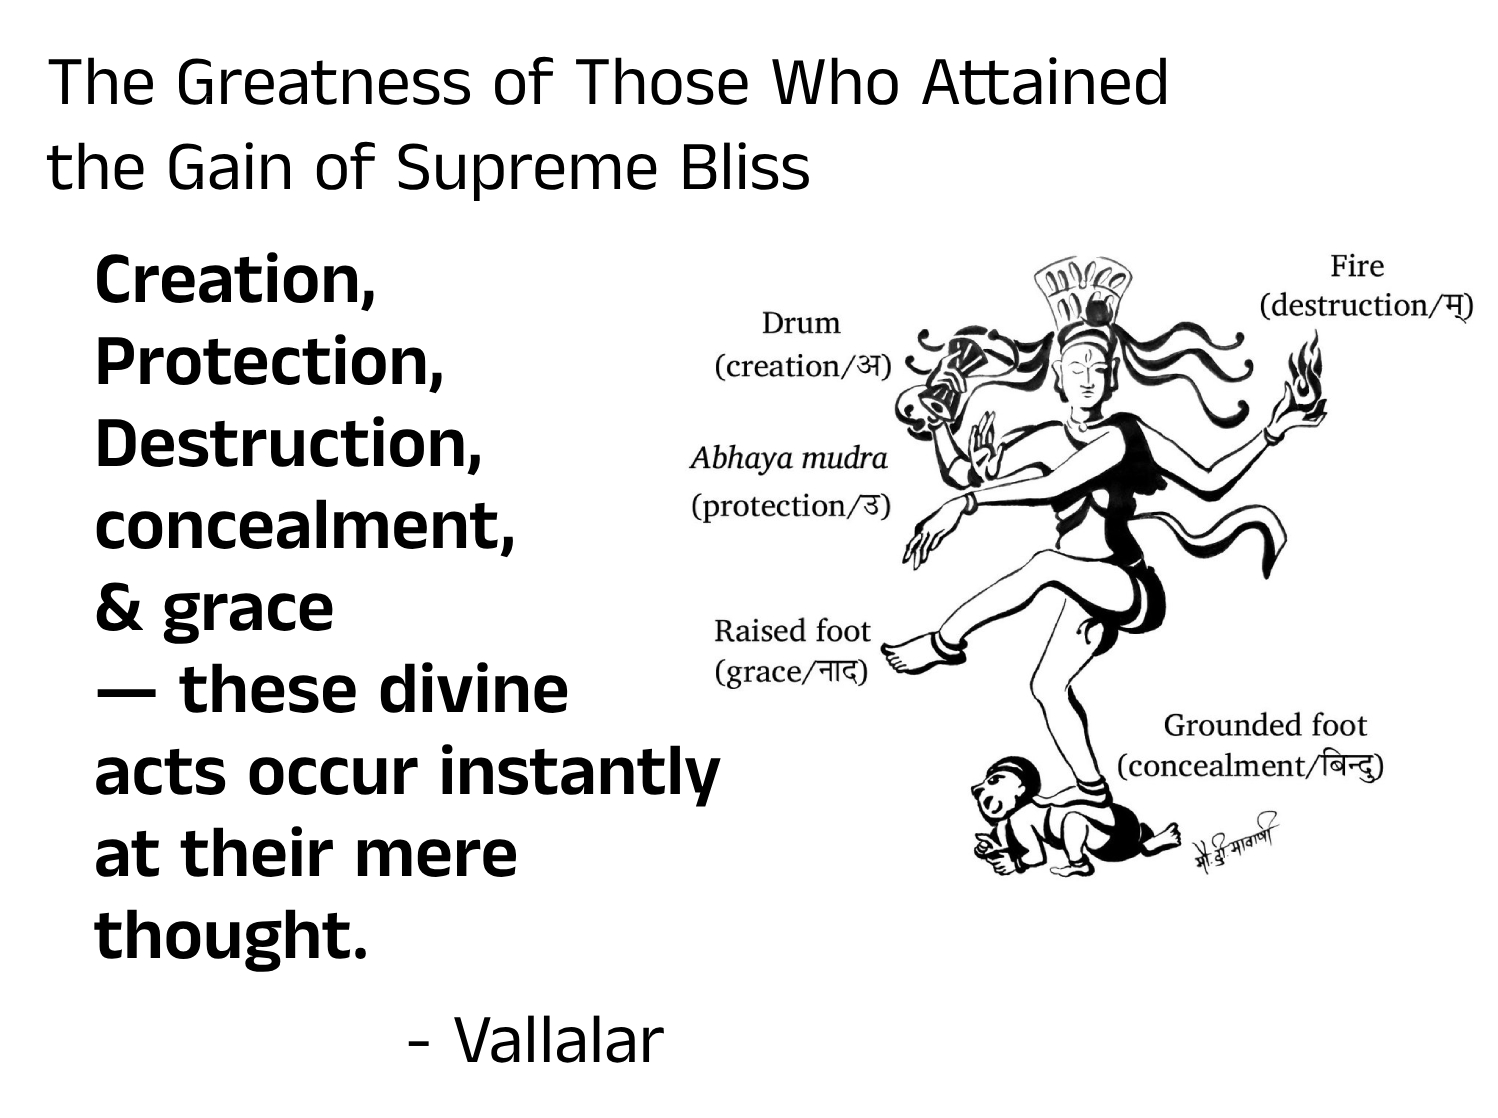 The Greatness of Those Who Attained
the Gain of Supreme Bliss
Creation,
Protection,
Destruction,
concealment,
& grace
— these divine
acts occur instantly
at their mere
thought.
- Vallalar
Fire
(destruction/म्)
Drum
(creation/अ)
Abhaya mudra
(protection/उ)
Raised foot
(grace/नाद)
Grounded foot
(concealment/बिन्दु)